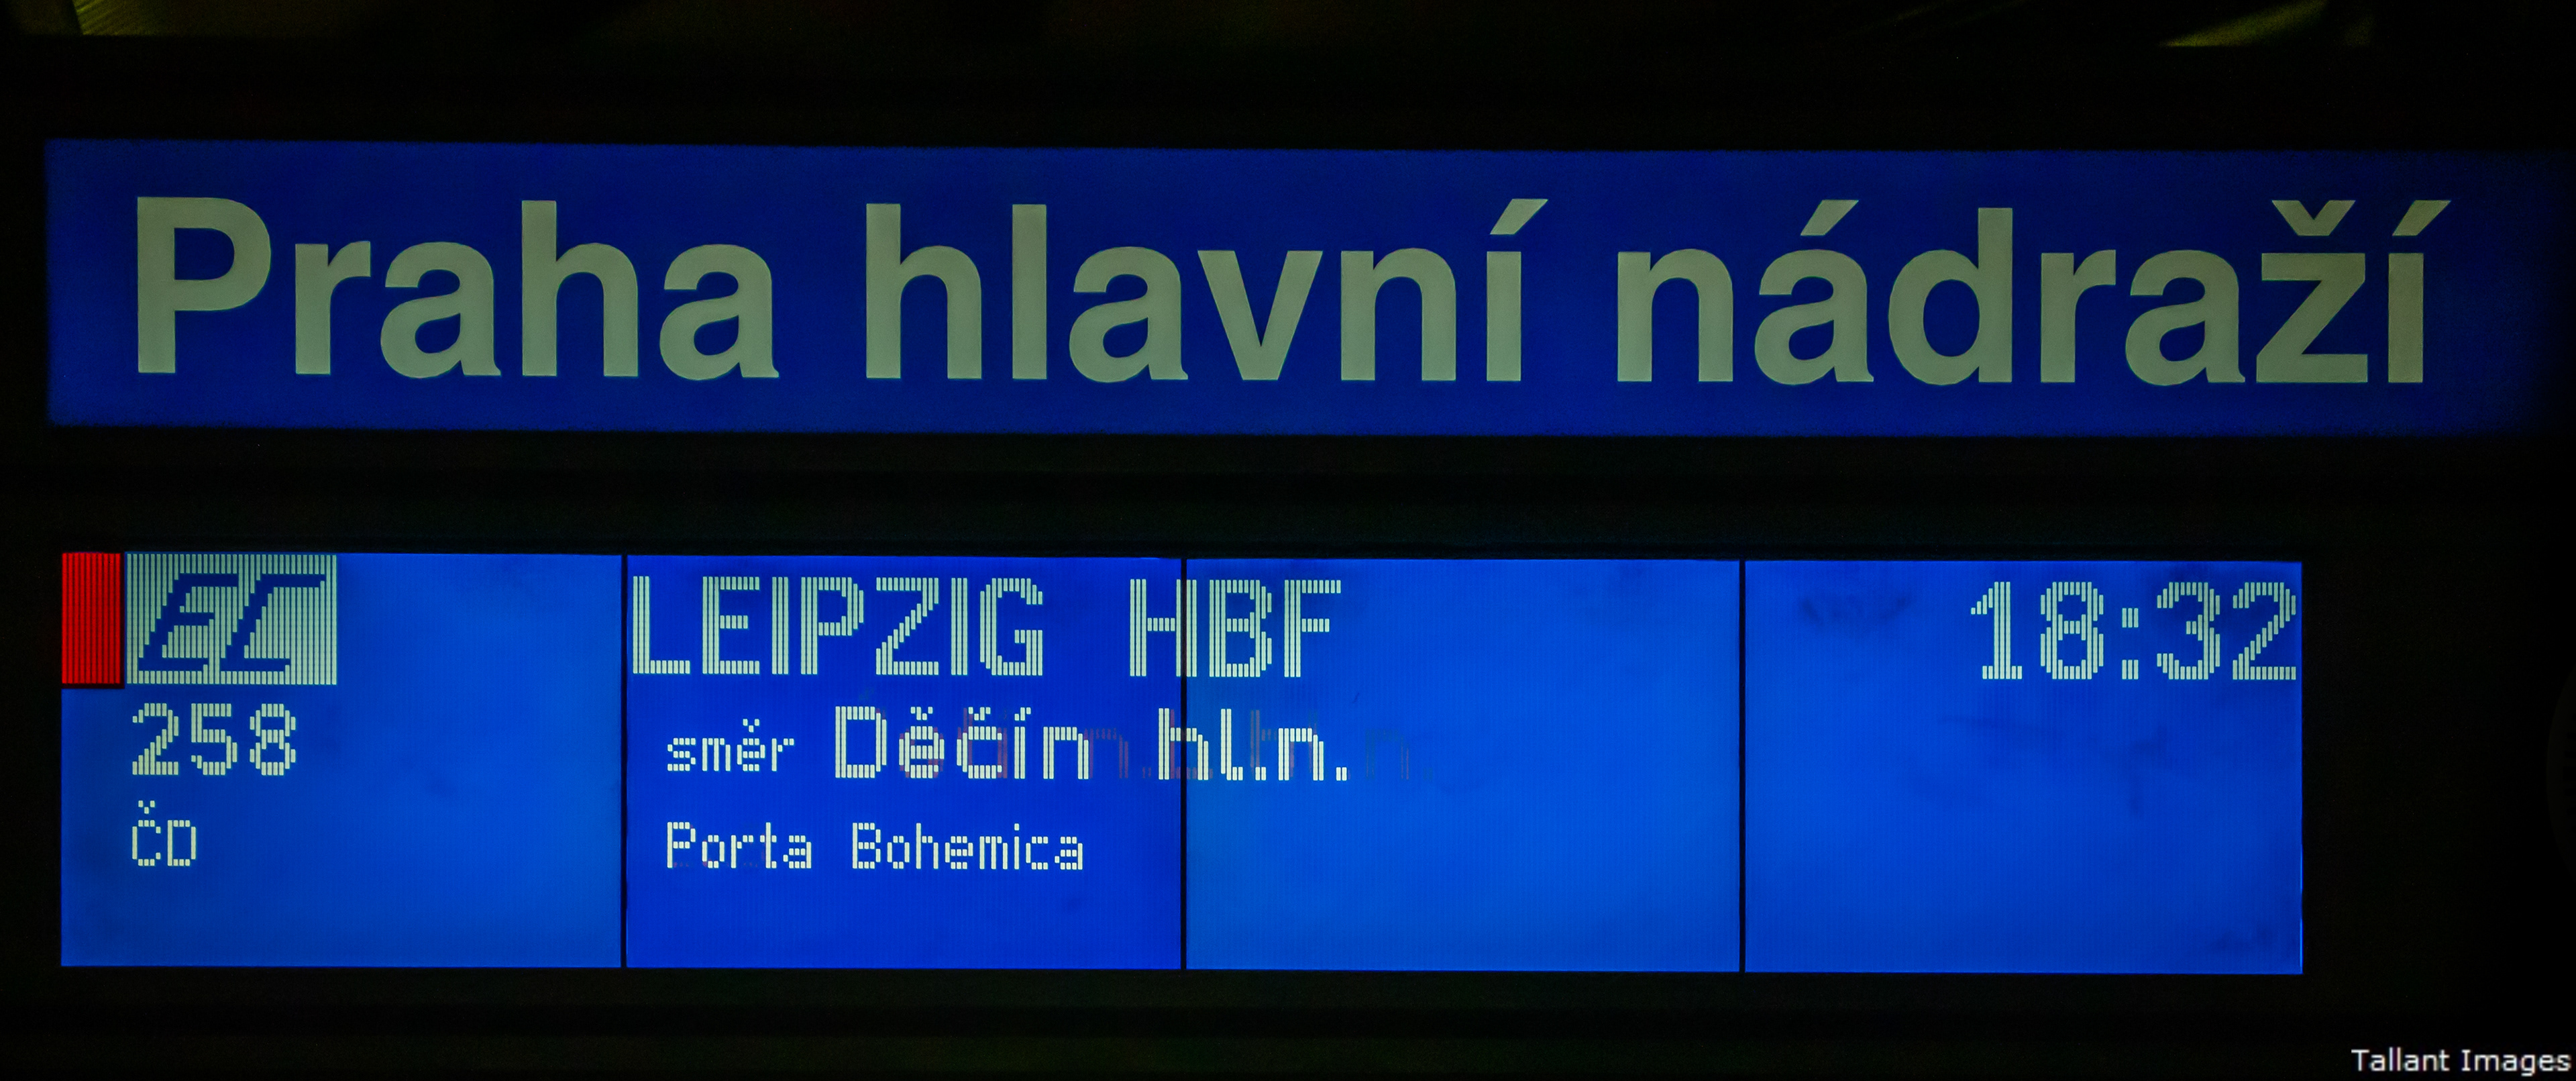 Praha hlavní nádraží
EC LEIPZIG HBF 18:32
258 směr Děčín hl.n.
ČD Porta Bohemica
Tallant Images